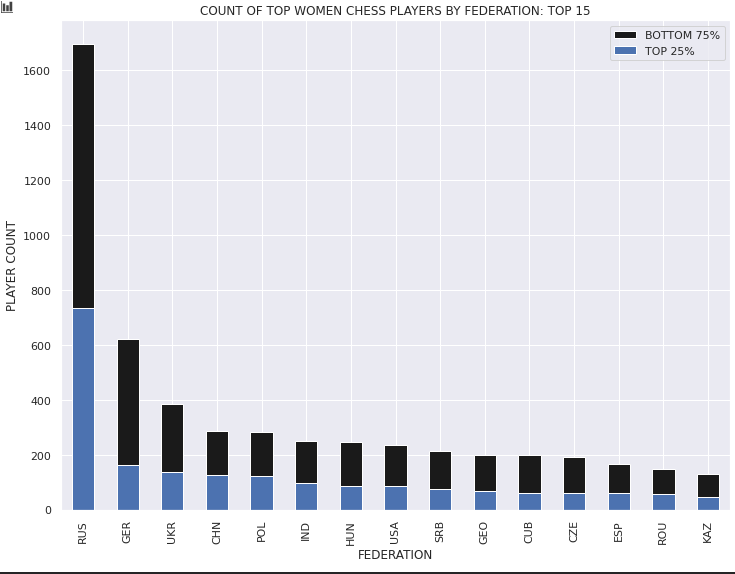 COUNT OF TOP WOMEN CHESS PLAYERS BY FEDERATION: TOP 15
BOTTOM 75%
TOP 25%
PLAYER COUNT
1600
1400
1200
1000
800
600
400
200
0
RUS GER UKR CHN POL IND HUN USA SRB GEO CUB CZE ESP ROU KAZ
FEDERATION